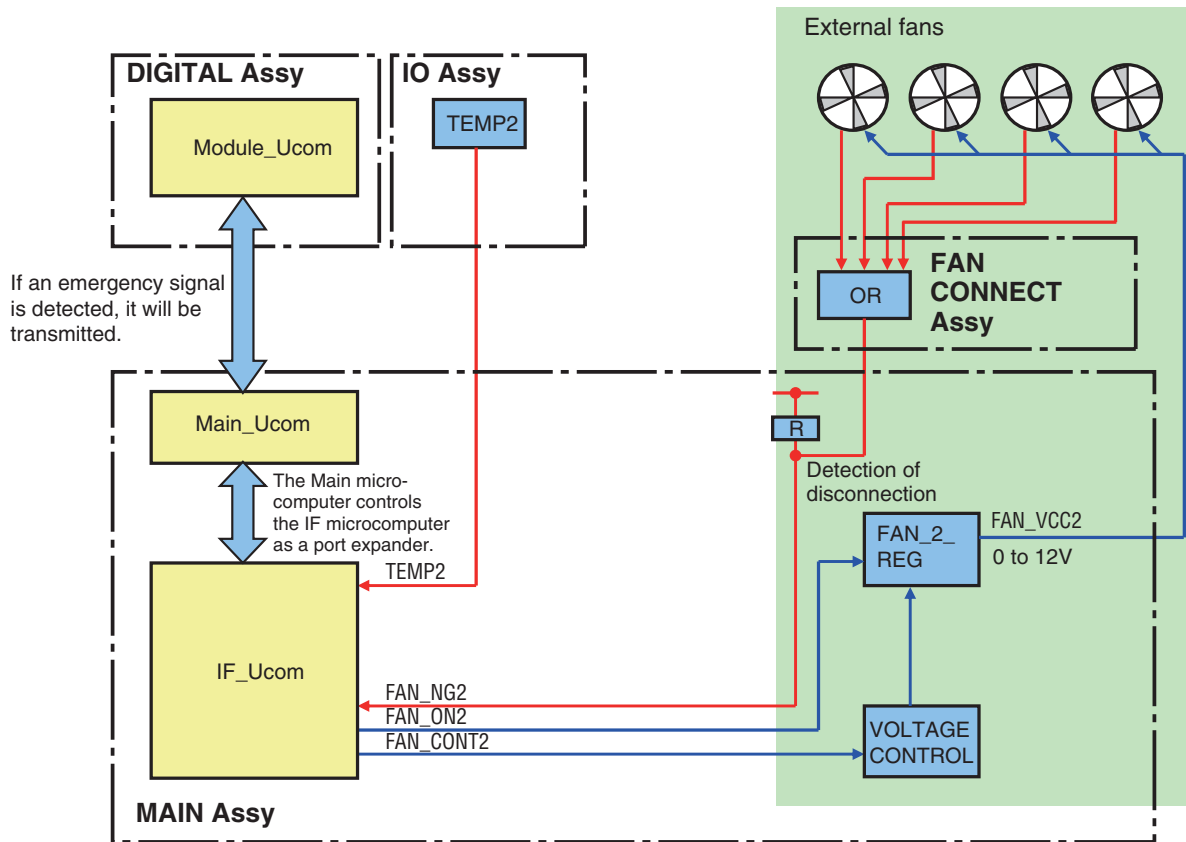 External fans
DIGITAL Assy
IO Assy
Module_Ucom
TEMP2
If an emergency signal
is detected, it will be
transmitted.
FAN
CONNECT
Assy
OR
Main_Ucom
R
The Main micro-
computer controls
the IF microcomputer
as a port expander.
Detection of
disconnection
TEMP2
FAN_2_
REG
FAN_VCC2
0 to 12V
IF_Ucom
FAN_NG2
FAN_ON2
FAN_CONT2
VOLTAGE
CONTROL
MAIN Assy